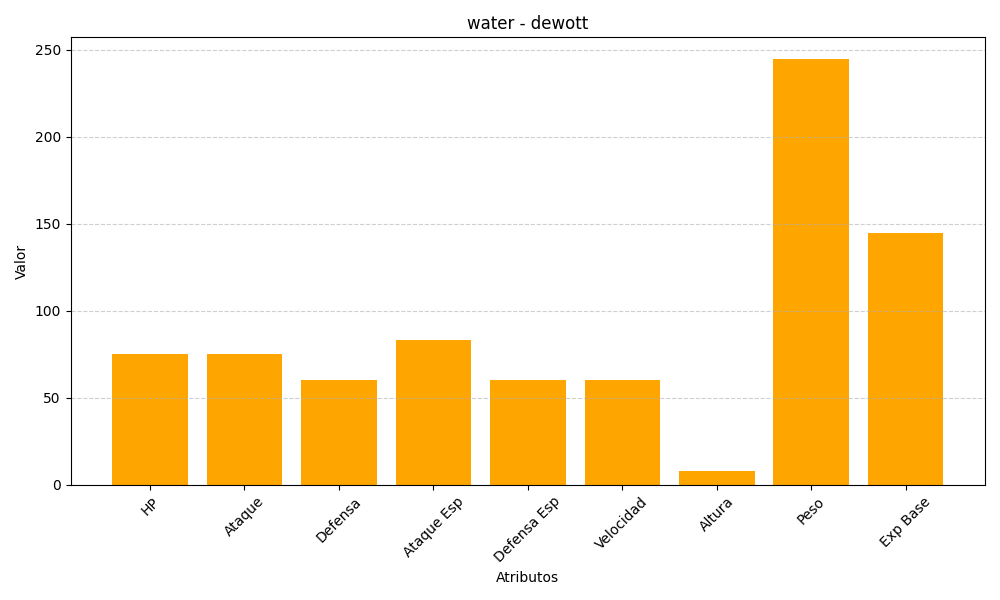 water - dewott
250
200
150
100
50
0
Valor
HP
Ataque
Defensa
Ataque Esp
Defensa Esp
Velocidad
Altura
Peso
Exp Base
Atributos